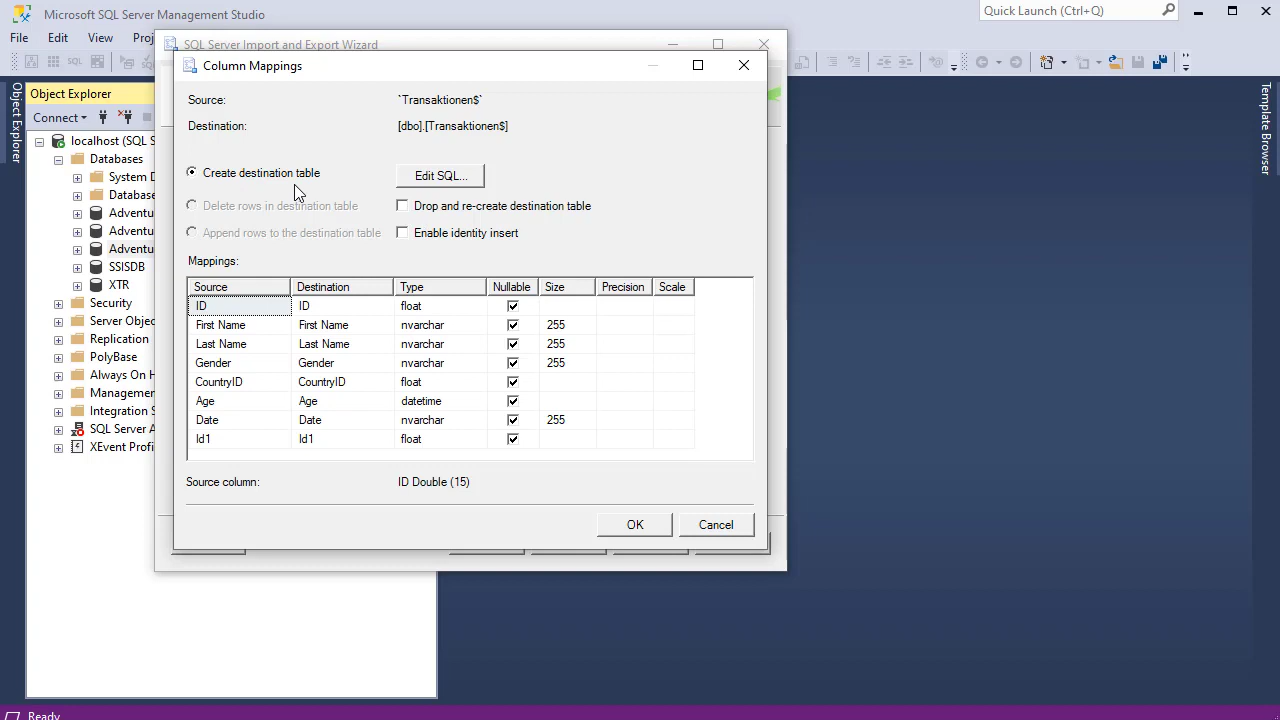 Microsoft SQL Server Management Studio
Quick Launch (Ctrl+Q)
File Edit View Proj
SQL Server Import and Export Wizard
Column Mappings
Object Explorer
Object Explorer
Template Browser
Connect
localhost (SQL S
Databases
System D
Database
Adventu
Adventu
Adventu
SSISDB
XTR
Security
Server Objec
Replication
PolyBase
Always On H
Managemen
Integration S
SQL Server A
XEvent Profi
Source: `Transaktionen$`
Destination: [dbo].[Transaktionen$]
Create destination table Edit SQL...
Delete rows in destination table Drop and re-create destination table
Append rows to the destination table Enable identity insert
Mappings:
Source Destination Type Nullable Size Precision Scale
ID ID float
First Name First Name nvarchar 255
Last Name Last Name nvarchar 255
Gender Gender nvarchar 255
CountryID CountryID float
Age Age datetime
Date Date nvarchar 255
Id1 Id1 float
Source column: ID Double (15)
OK Cancel
Ready